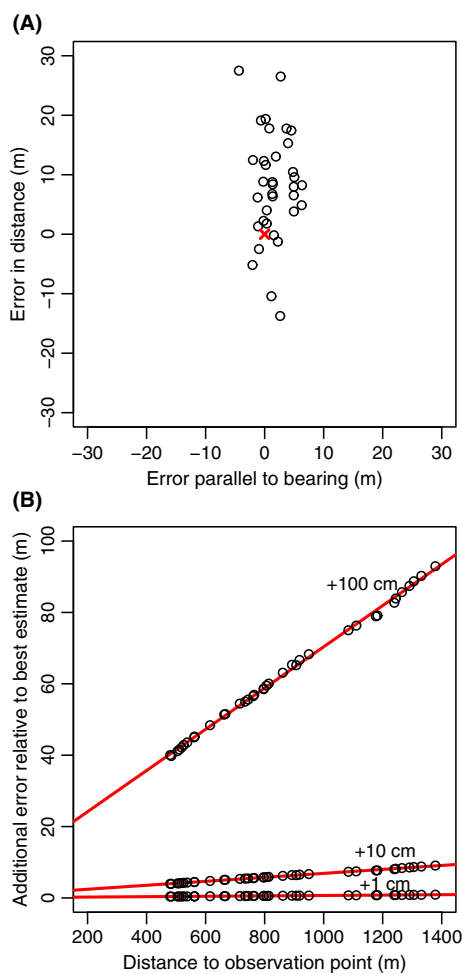 (A)
30
20
10
0
−10
−20
−30
Error in distance (m)
−30 −20 −10 0 10 20 30
Error parallel to bearing (m)
(B)
100
80
60
40
20
0
Additional error relative to best estimate (m)
+100 cm
+10 cm
+1 cm
200 400 600 800 1000 1200 1400
Distance to observation point (m)